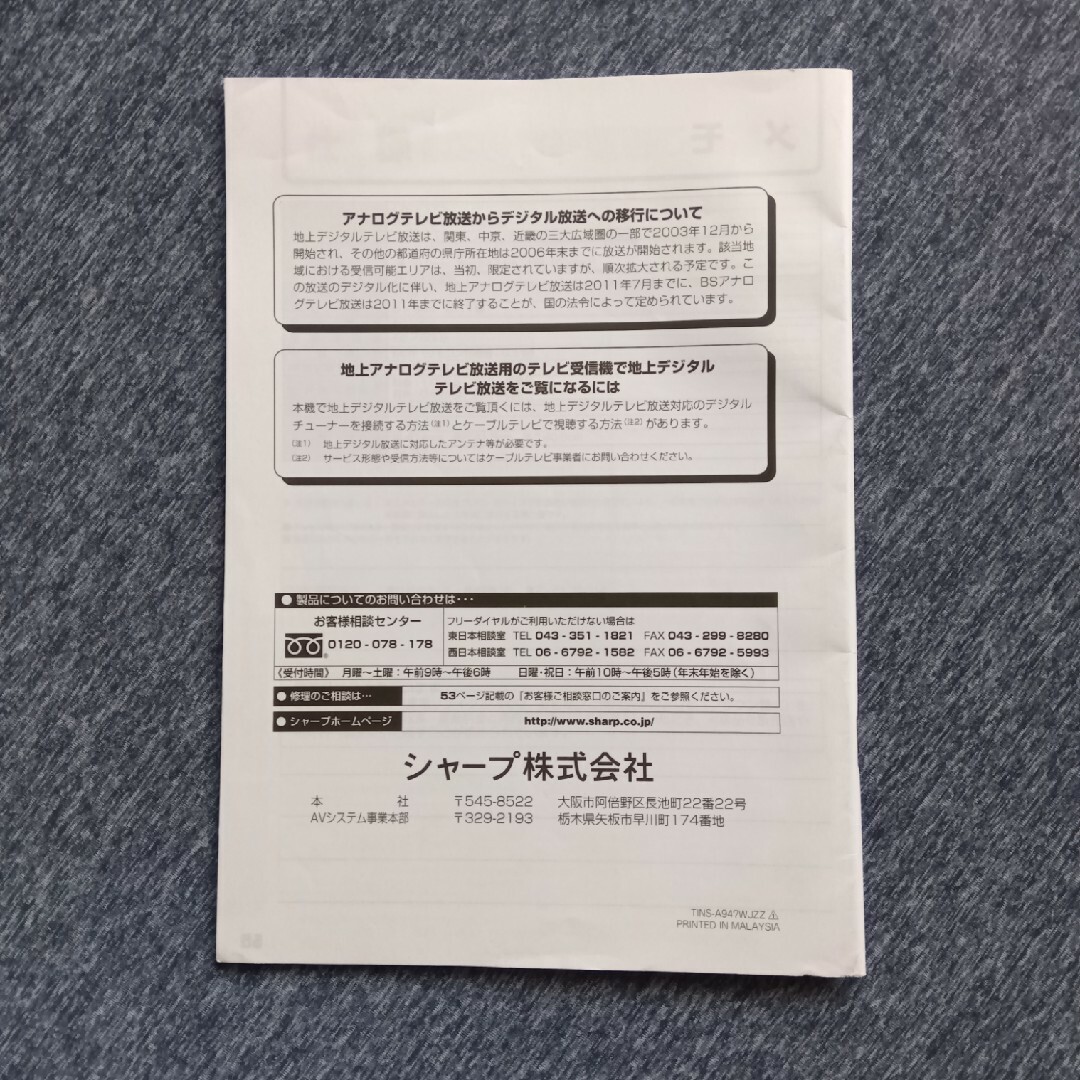 アナログテレビ放送からデジタル放送への移行について
地上デジタルテレビ放送は、関東、中京、近畿の三大広域圏の一部で2003年12月から
開始され、その他の都道府県の県庁所在地は2006年末までに放送が開始されます。該当地
域における受信可能エリアは、当初、限定されていますが、順次拡大される予定です。こ
の放送のデジタル化に伴い、地上アナログテレビ放送は2011年7月までに、BSアナロ
グテレビ放送は2011年までに終了することが、国の法令によって定められています。
地上アナログテレビ放送用のテレビ受信機で地上デジタル
テレビ放送をご覧になるには
本機で地上デジタルテレビ放送をご覧頂くには、地上デジタルテレビ放送対応のデジタル
チューナーを接続する方法(注1)とケーブルテレビで視聴する方法(注2)があります。
(注1) 地上デジタル放送に対応したアンテナ等が必要です。
(注2) サービス形態や受信方法等についてはケーブルテレビ事業者にお問い合わせください。
●製品についてのお問い合わせは・・・
お客様相談センター
0120-078-178
フリーダイヤルがご利用いただけない場合は
東日本相談室 TEL 043-351-1821 FAX 043-299-8280
西日本相談室 TEL 06-6792-1582 FAX 06-6792-5993
《受付時間》 月曜〜土曜：午前9時〜午後6時 日曜・祝日：午前10時〜午後5時(年末年始を除く)
●修理のご相談は… 53ページ記載の『お客様ご相談窓口のご案内』をご参照ください。
●シャープホームページ http://www.sharp.co.jp/
シャープ株式会社
本 社 〒545-8522 大阪市阿倍野区長池町22番22号
AVシステム事業本部 〒329-2193 栃木県矢板市早川町174番地
TINS-A947WJZZ
PRINTED IN MALAYSIA